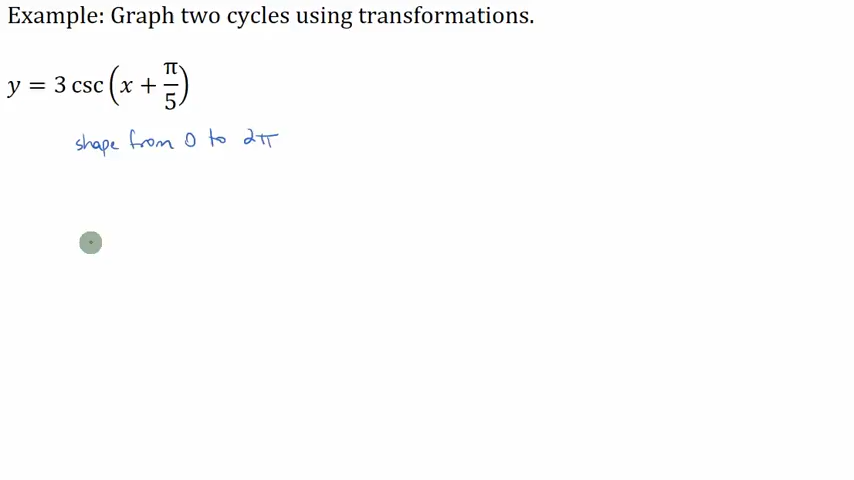 Example: Graph two cycles using transformations.
y = 3 csc(x + π/5)
shape from 0 to 2π